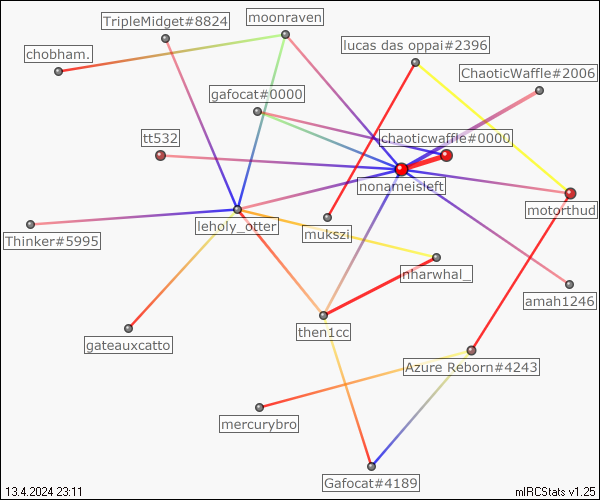 moonraven
TripleMidget#8824
lucas das oppai#2396
chobham.
ChaoticWaffle#2006
gafocat#0000
chaoticwaffle#0000
tt532
nonameisleft
motorthud
leholy_otter
mukszi
Thinker#5995
nharwhal_
amah1246
then1cc
gateauxcatto
Azure Reborn#4243
mercurybro
Gafocat#4189
13.4.2024 23:11
mIRCStats v1.25